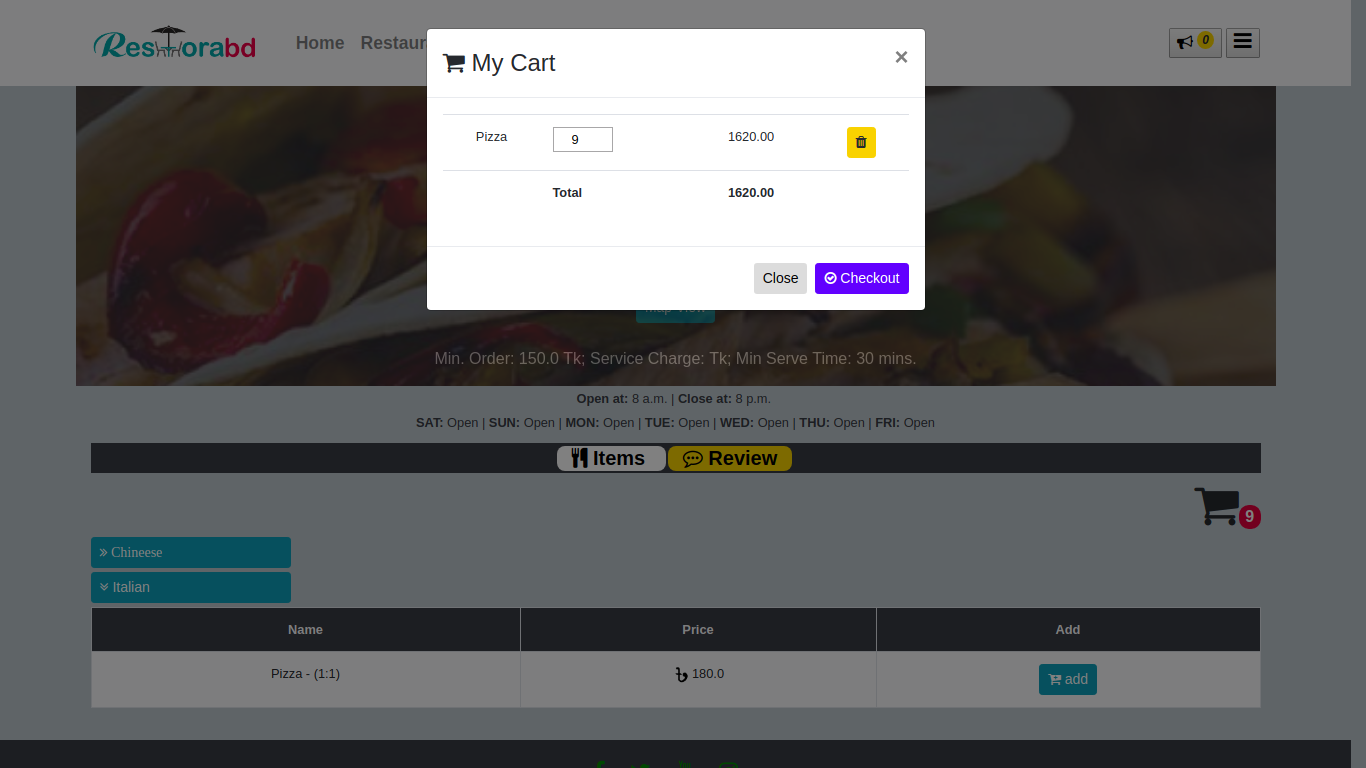 Restorabd
Home Restaura
0
My Cart
×
Pizza 9 1620.00
Total 1620.00
Close Checkout
Map View
Min. Order: 150.0 Tk; Service Charge: Tk; Min Serve Time: 30 mins.
Open at: 8 a.m. | Close at: 8 p.m.
SAT: Open | SUN: Open | MON: Open | TUE: Open | WED: Open | THU: Open | FRI: Open
Items Review
9
Chineese
Italian
Name Price Add
Pizza - (1:1) ৳ 180.0 add